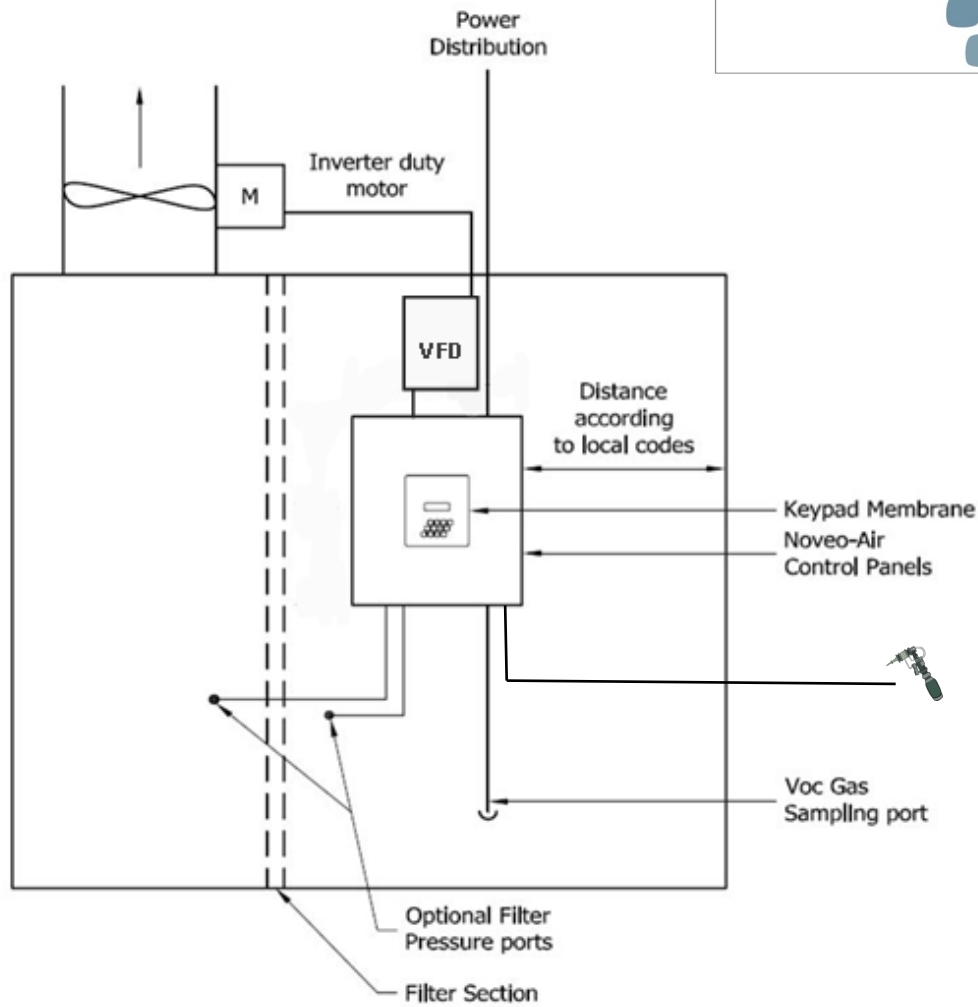 Power
Distribution
Inverter duty
motor
M
VFD
Distance
according
to local codes
Keypad Membrane
Noveo-Air
Control Panels
Voc Gas
Sampling port
Optional Filter
Pressure ports
Filter Section